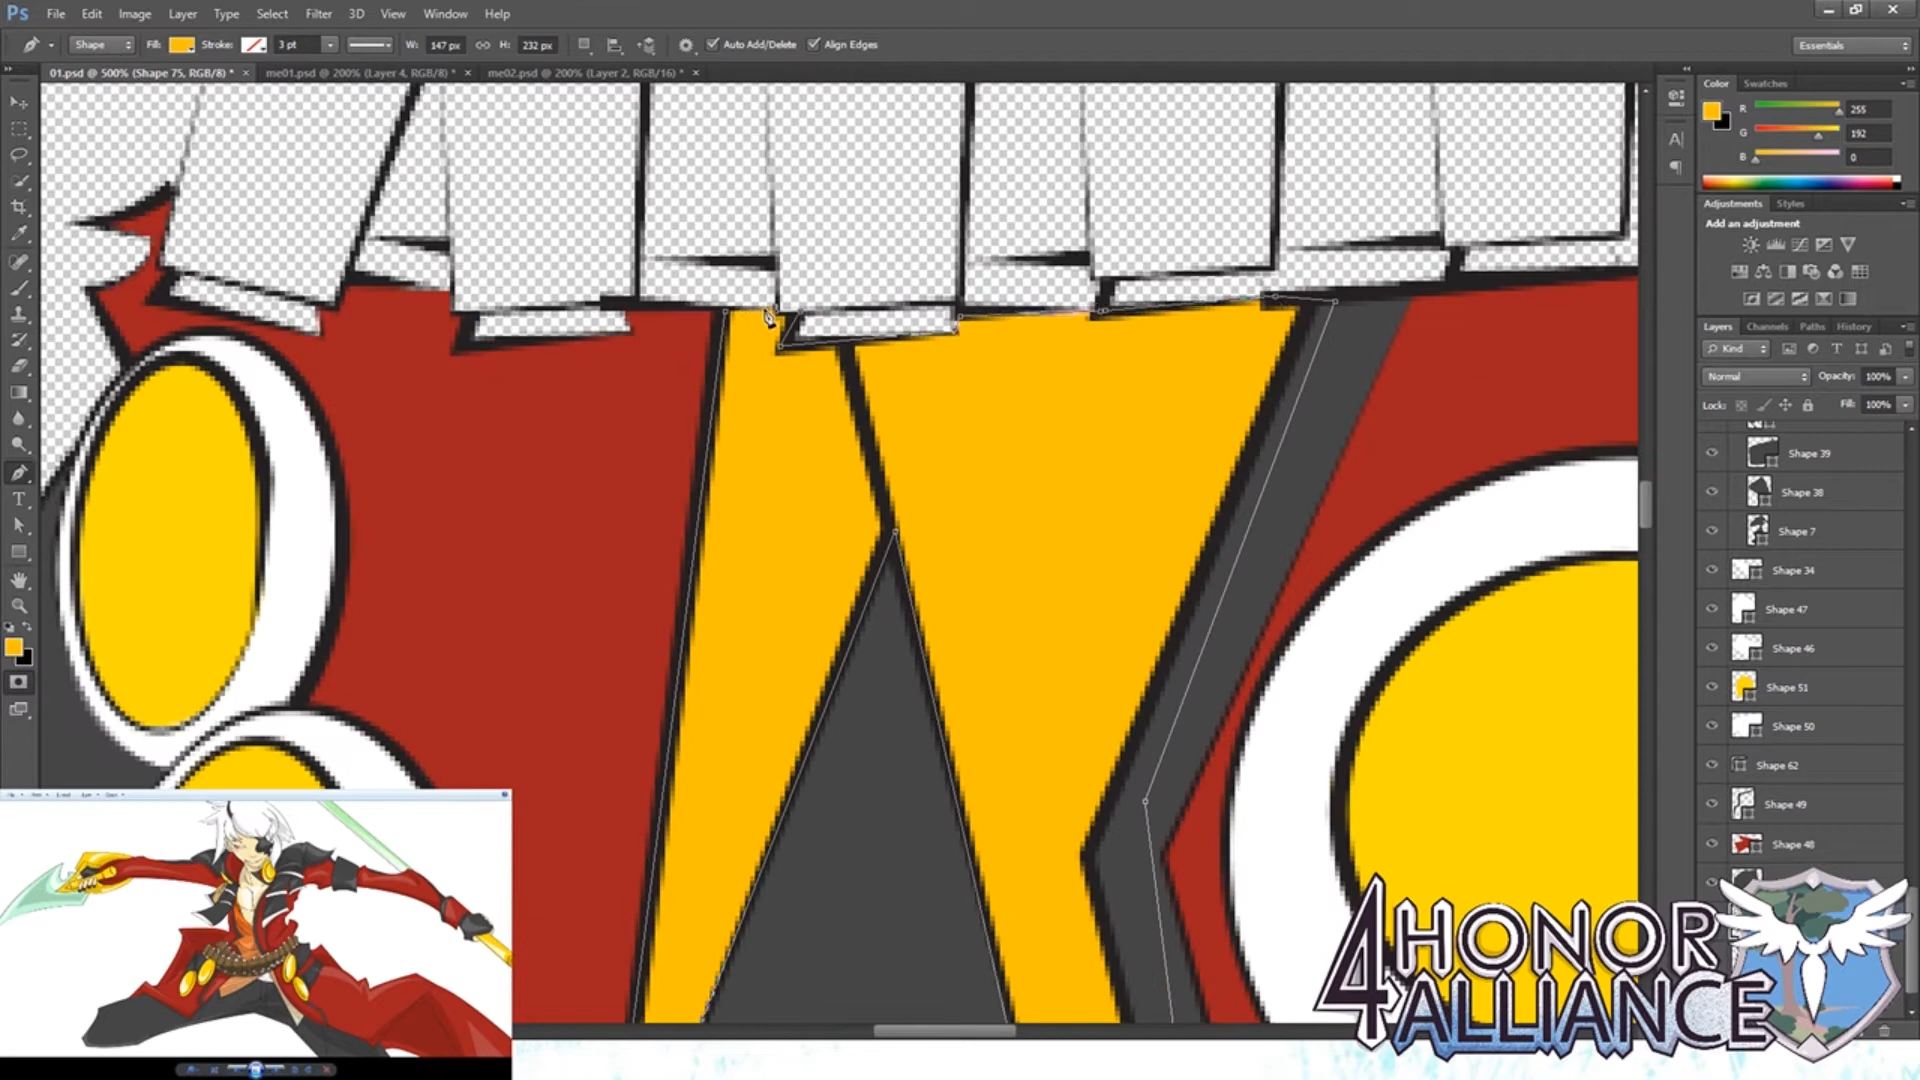 Ps File Edit Image Layer Type Select Filter 3D View Window Help
Shape Fill: Stroke: 3 pt W: 147 px H: 232 px Auto Add/Delete Align Edges Essentials
01.psd @ 500% (Shape 75, RGB/8) * × me01.psd @ 200% (Layer 4, RGB/8) * × me02.psd @ 200% (Layer 2, RGB/16) * ×
Color Swatches
R 255
G 192
B 0
Adjustments Styles
Add an adjustment
Layers Channels Paths History
Kind
Normal Opacity: 100%
Lock: Fill: 100%
Shape 39
Shape 38
Shape 7
Shape 34
Shape 47
Shape 46
Shape 51
Shape 50
Shape 62
Shape 49
Shape 48
4HONOR
ALLIANCE